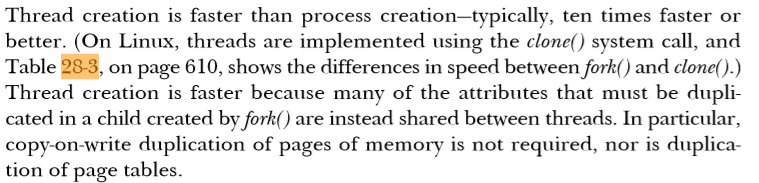 Thread creation is faster than process creation—typically, ten times faster or
better. (On Linux, threads are implemented using the clone() system call, and
Table 28-3, on page 610, shows the differences in speed between fork() and clone().)
Thread creation is faster because many of the attributes that must be dupli-
cated in a child created by fork() are instead shared between threads. In particular,
copy-on-write duplication of pages of memory is not required, nor is duplica-
tion of page tables.